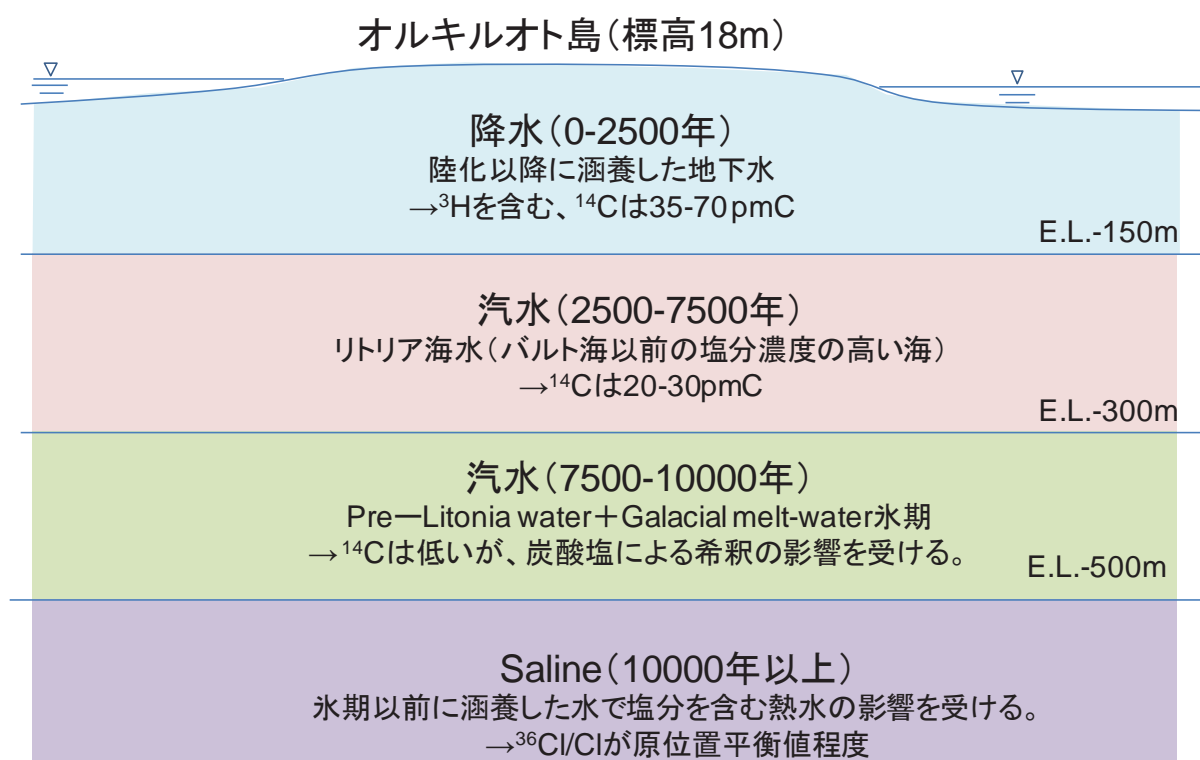 オルキルオト島（標高18m）
降水（0-2500年）
陸化以降に涵養した地下水
→³Hを含む、¹⁴Cは35-70pmC
E.L.-150m
汽水（2500-7500年）
リトリア海水（バルト海以前の塩分濃度の高い海）
→¹⁴Cは20-30pmC
E.L.-300m
汽水（7500-10000年）
Pre―Litonia water＋Galacial melt-water氷期
→¹⁴Cは低いが、炭酸塩による希釈の影響を受ける。
E.L.-500m
Saline（10000年以上）
氷期以前に涵養した水で塩分を含む熱水の影響を受ける。
→³⁶Cl/Clが原位置平衡値程度